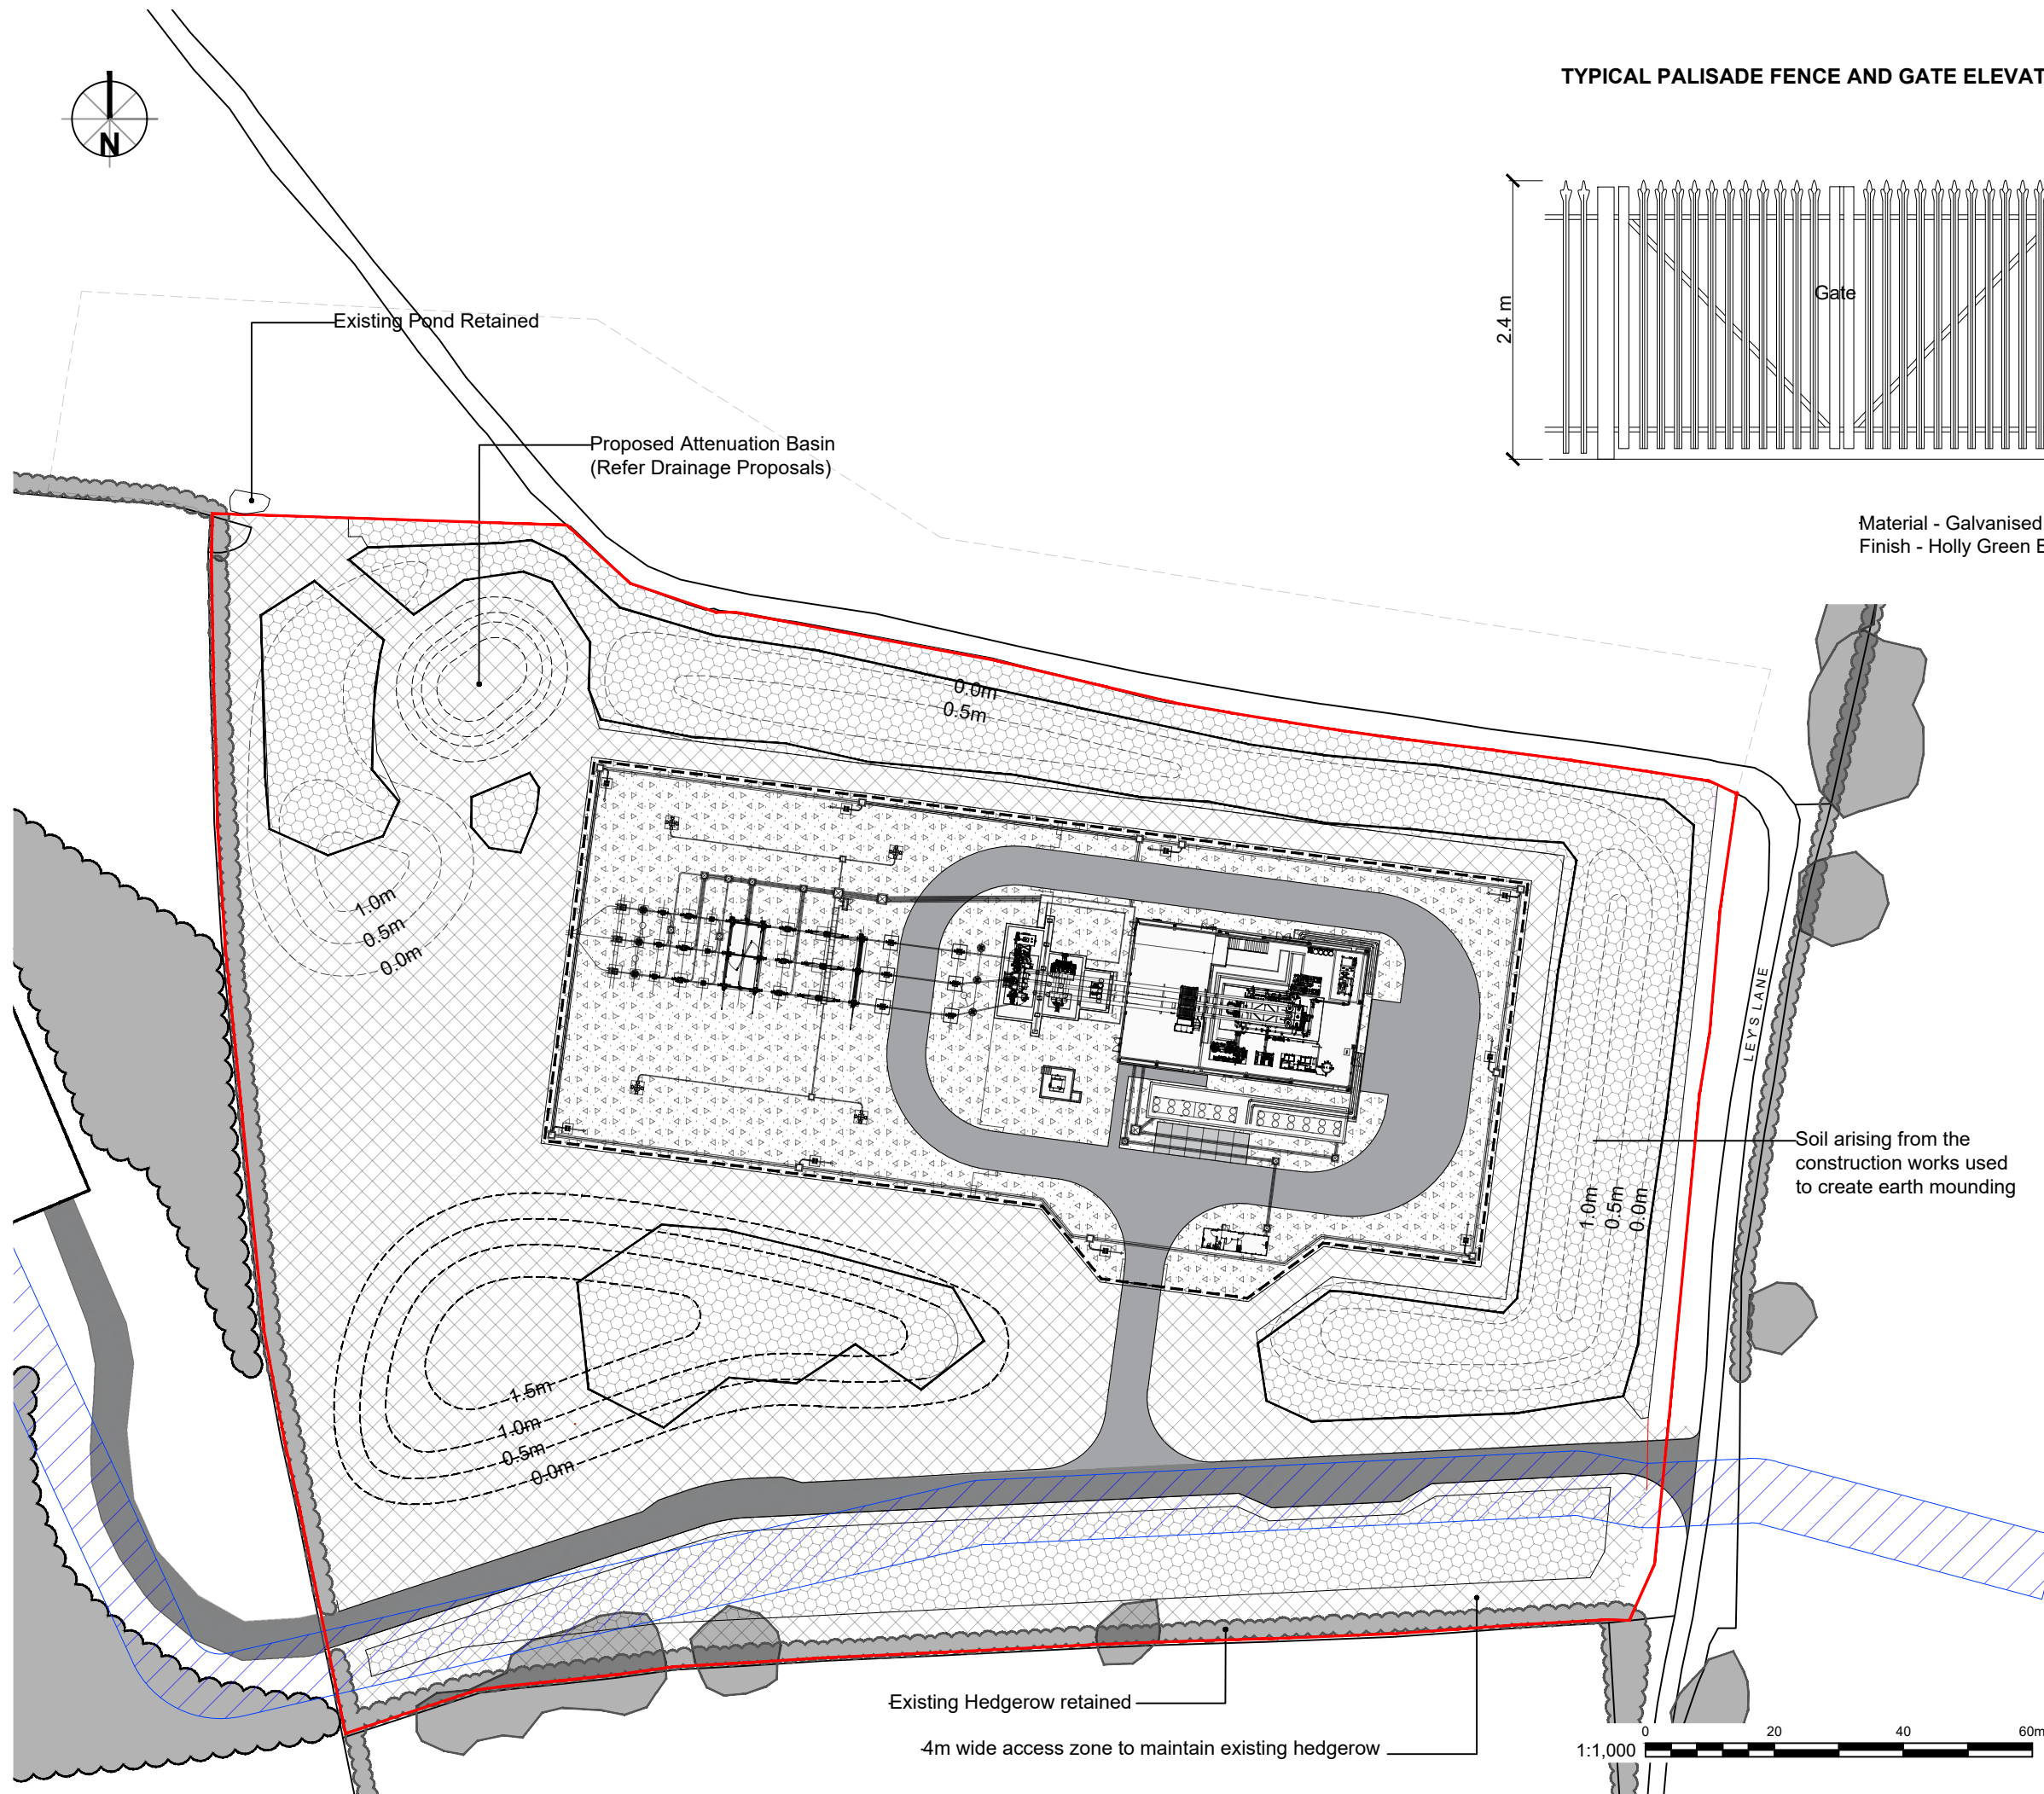 TYPICAL PALISADE FENCE AND GATE ELEVAT
N
2.4 m
Gate
Existing Pond Retained
Proposed Attenuation Basin
(Refer Drainage Proposals)
Material - Galvanised
Finish - Holly Green
0.0m
0.5m
1.0m
0.5m
0.0m
LEYS LANE
Soil arising from the
construction works used
to create earth mounding
1.0m
0.5m
0.0m
1.5m
1.0m
0.5m
0.0m
Existing Hedgerow retained
4m wide access zone to maintain existing hedgerow
0 20 40 60m
1:1,000